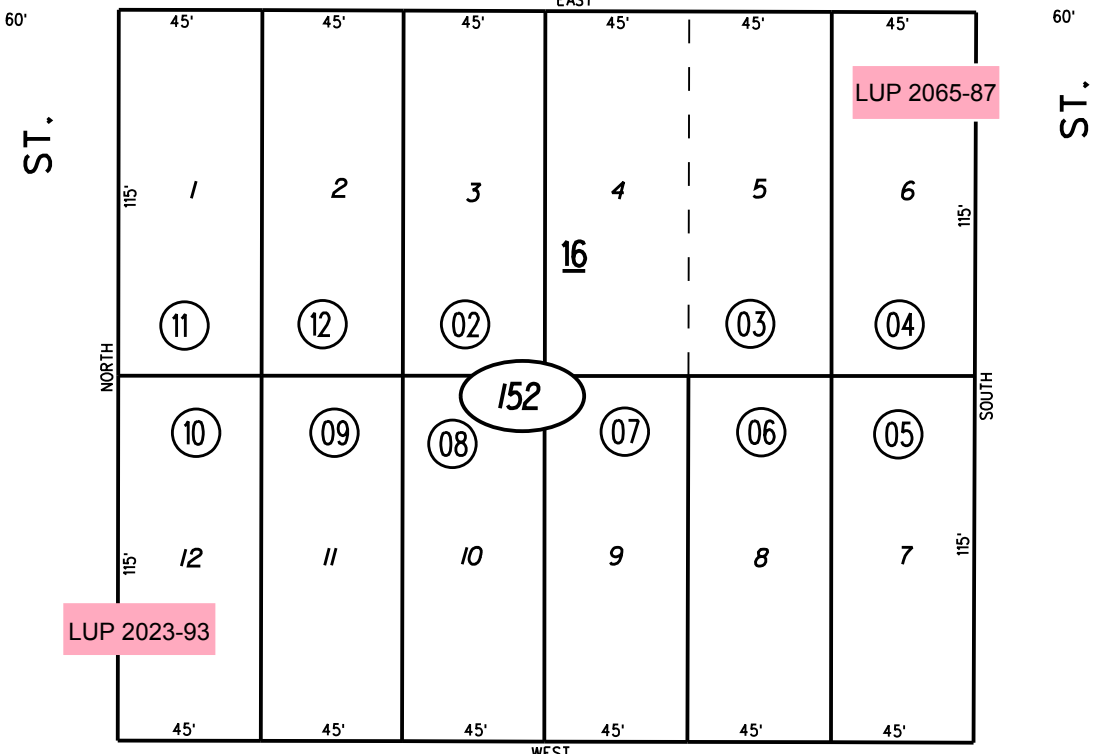 EAST
60'
45' 45' 45' 45' 45' 45'
60'
LUP 2065-87
ST.
ST.
115'
1 2 3 4 5 6
115'
16
11 12 02 03 04
NORTH
152
SOUTH
10 09 08 07 06 05
115'
12 11 10 9 8 7
115'
LUP 2023-93
45' 45' 45' 45' 45' 45'
WEST